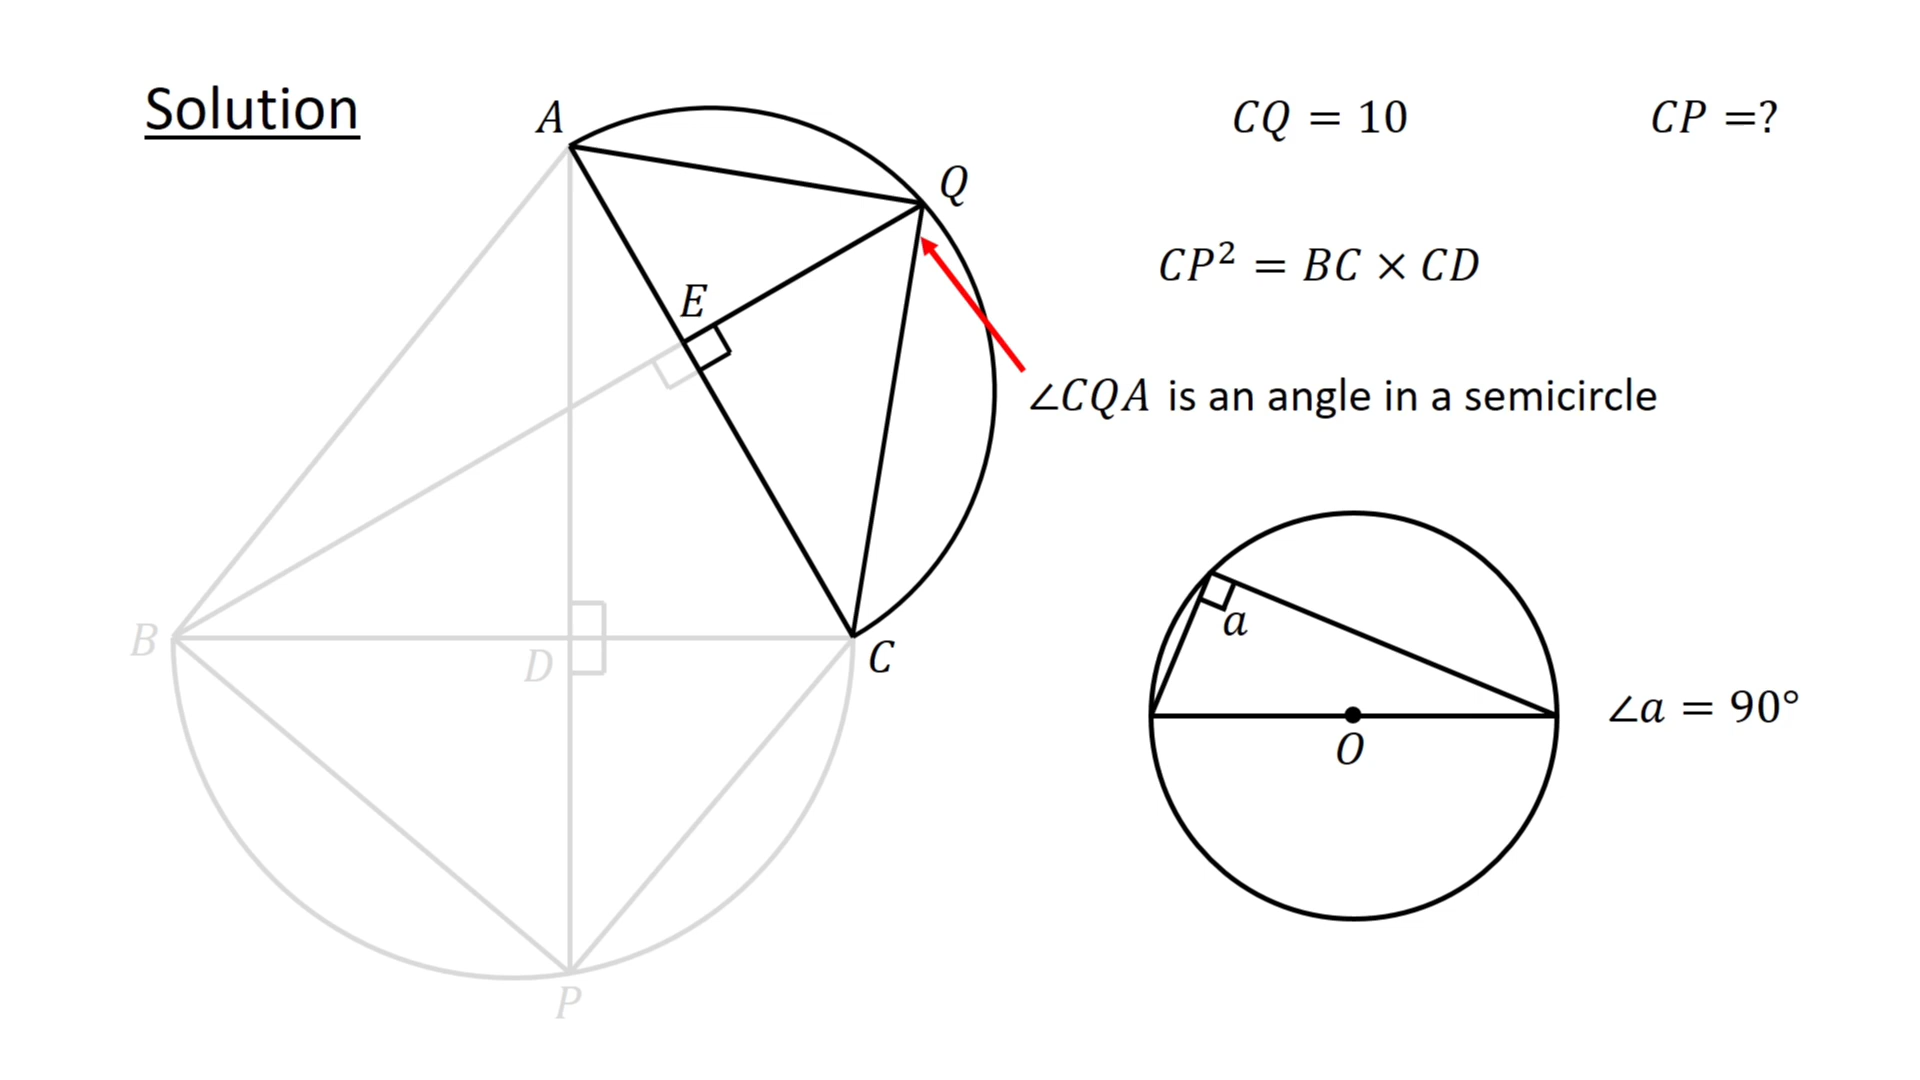 Solution
A
Q
E
B
D
C
P
CQ = 10
CP =?
CP² = BC × CD
∠CQA is an angle in a semicircle
a
O
∠a = 90°